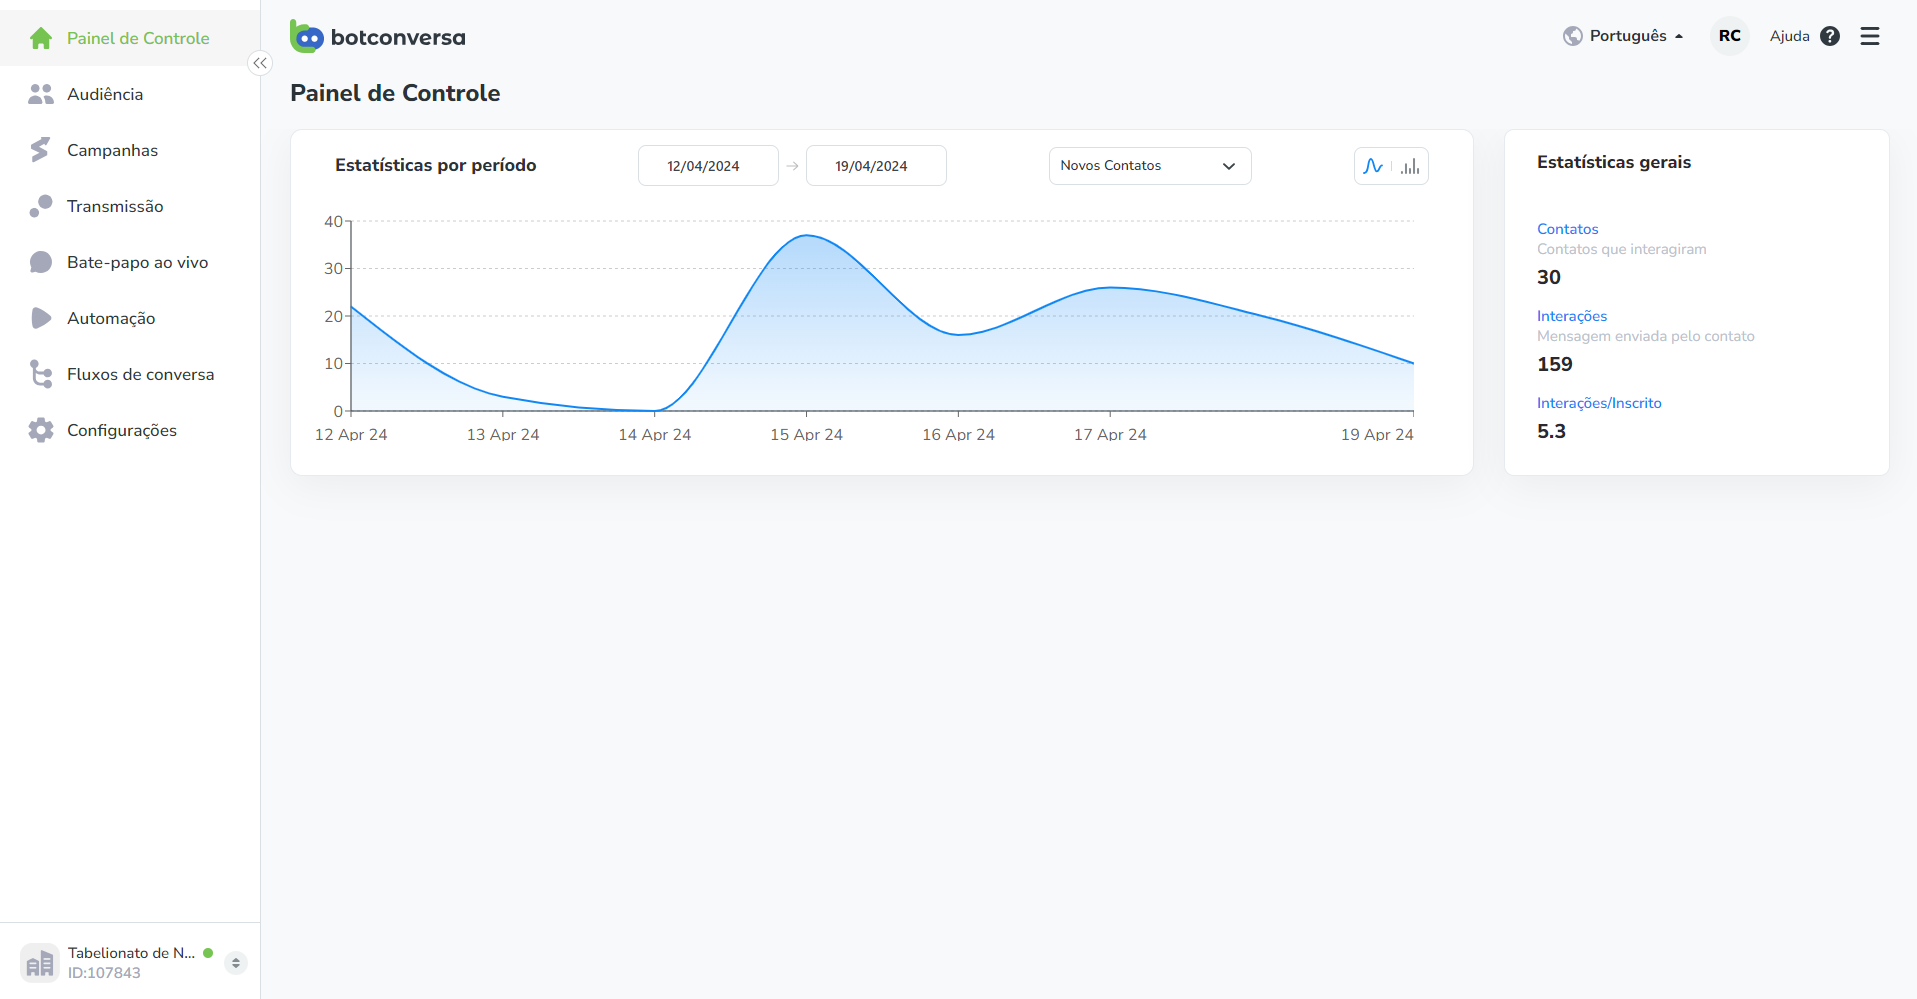 Painel de Controle
Audiência
Campanhas
Transmissão
Bate-papo ao vivo
Automação
Fluxos de conversa
Configurações
Tabelionato de N...
ID:107843
botconversa
Português
RC
Ajuda ?
Painel de Controle
Estatísticas por período
12/04/2024
19/04/2024
Novos Contatos
40
30
20
10
0
12 Apr 24 13 Apr 24 14 Apr 24 15 Apr 24 16 Apr 24 17 Apr 24 19 Apr 24
Estatísticas gerais
Contatos
Contatos que interagiram
30
Interações
Mensagem enviada pelo contato
159
Interações/Inscrito
5.3